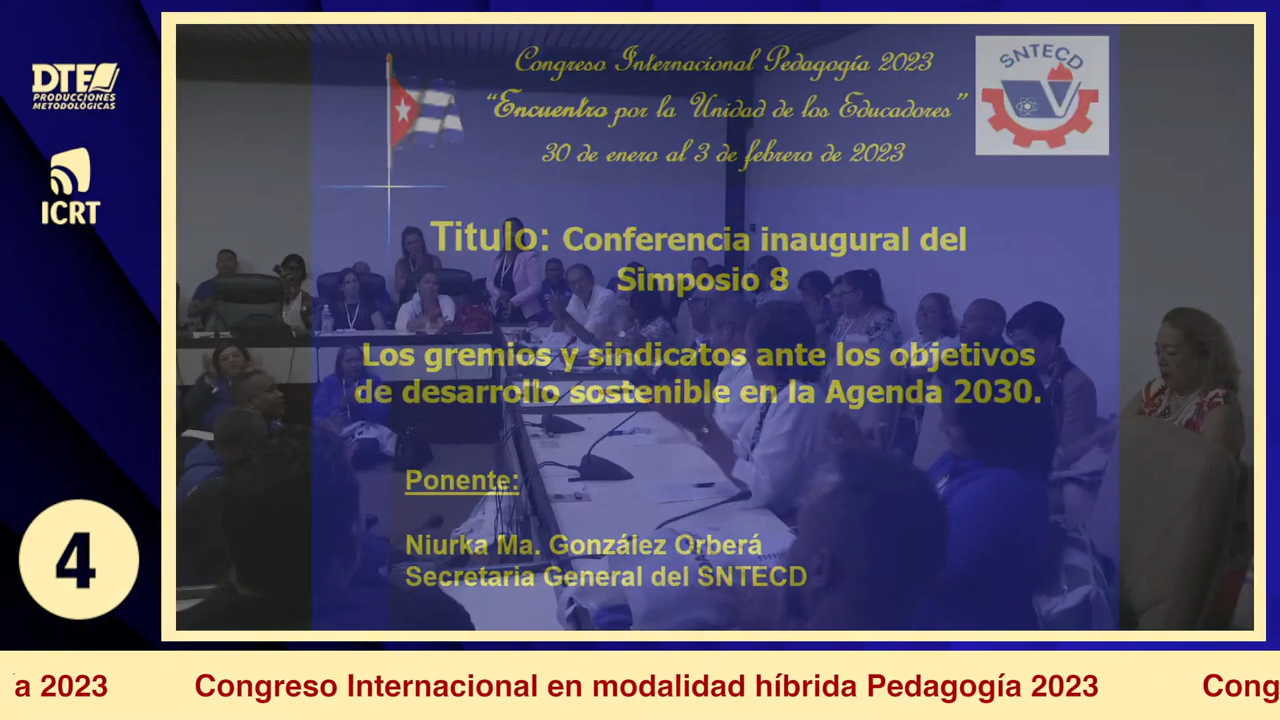 DTE
PRODUCCIONES
METODOLÓGICAS
ICRT
4
Congreso Internacional Pedagogía 2023
“Encuentro por la Unidad de los Educadores”
30 de enero al 3 de febrero de 2023
SNTECD
Titulo: Conferencia inaugural del
Simposio 8
Los gremios y sindicatos ante los objetivos
de desarrollo sostenible en la Agenda 2030.
Ponente:
Niurka Ma. González Orberá
Secretaria General del SNTECD
a 2023 Congreso Internacional en modalidad híbrida Pedagogía 2023 Cong